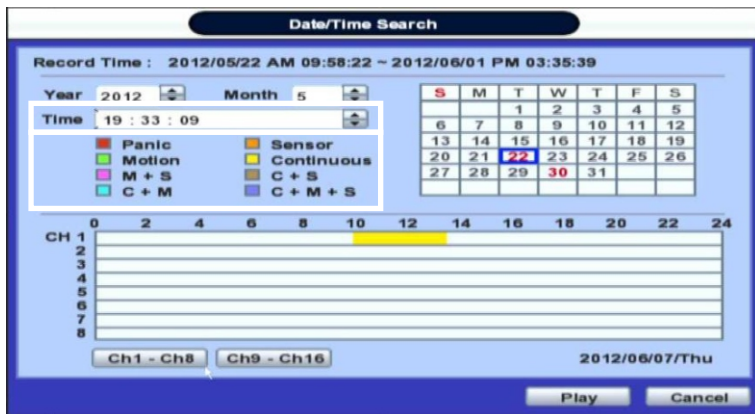 Date/Time Search
Record Time : 2012/05/22 AM 09:58:22 ~ 2012/06/01 PM 03:35:39
Year 2012 Month 5
Time 19 : 33 : 09
Panic Sensor
Motion Continuous
M + S C + S
C + M C + M + S
S M T W T F S
1 2 3 4 5
6 7 8 9 10 11 12
13 14 15 16 17 18 19
20 21 22 23 24 25 26
27 28 29 30 31
0 2 4 6 8 10 12 14 16 18 20 22 24
CH 1
2
3
4
5
6
7
8
Ch1 - Ch8 Ch9 - Ch16 2012/06/07/Thu
Play Cancel